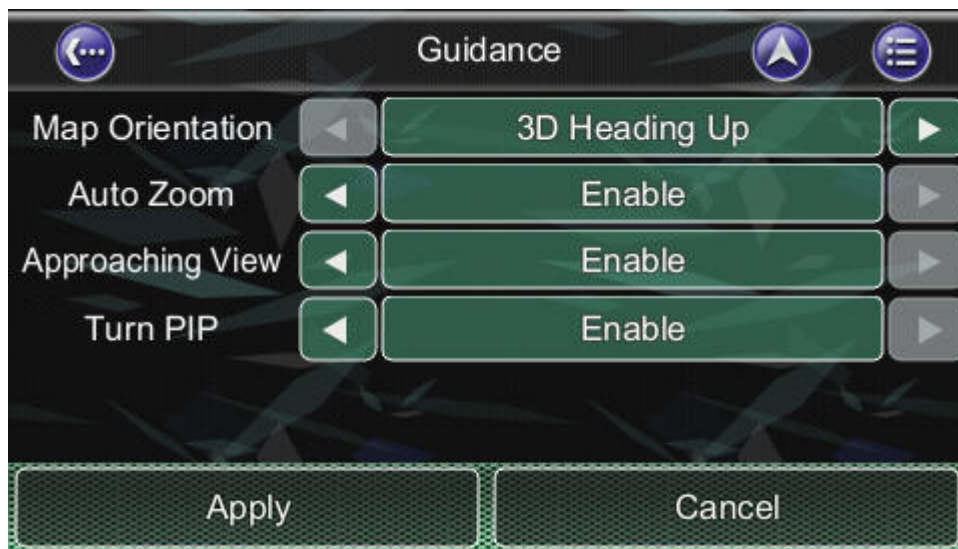 Guidance
Map Orientation 3D Heading Up
Auto Zoom Enable
Approaching View Enable
Turn PIP Enable
Apply Cancel